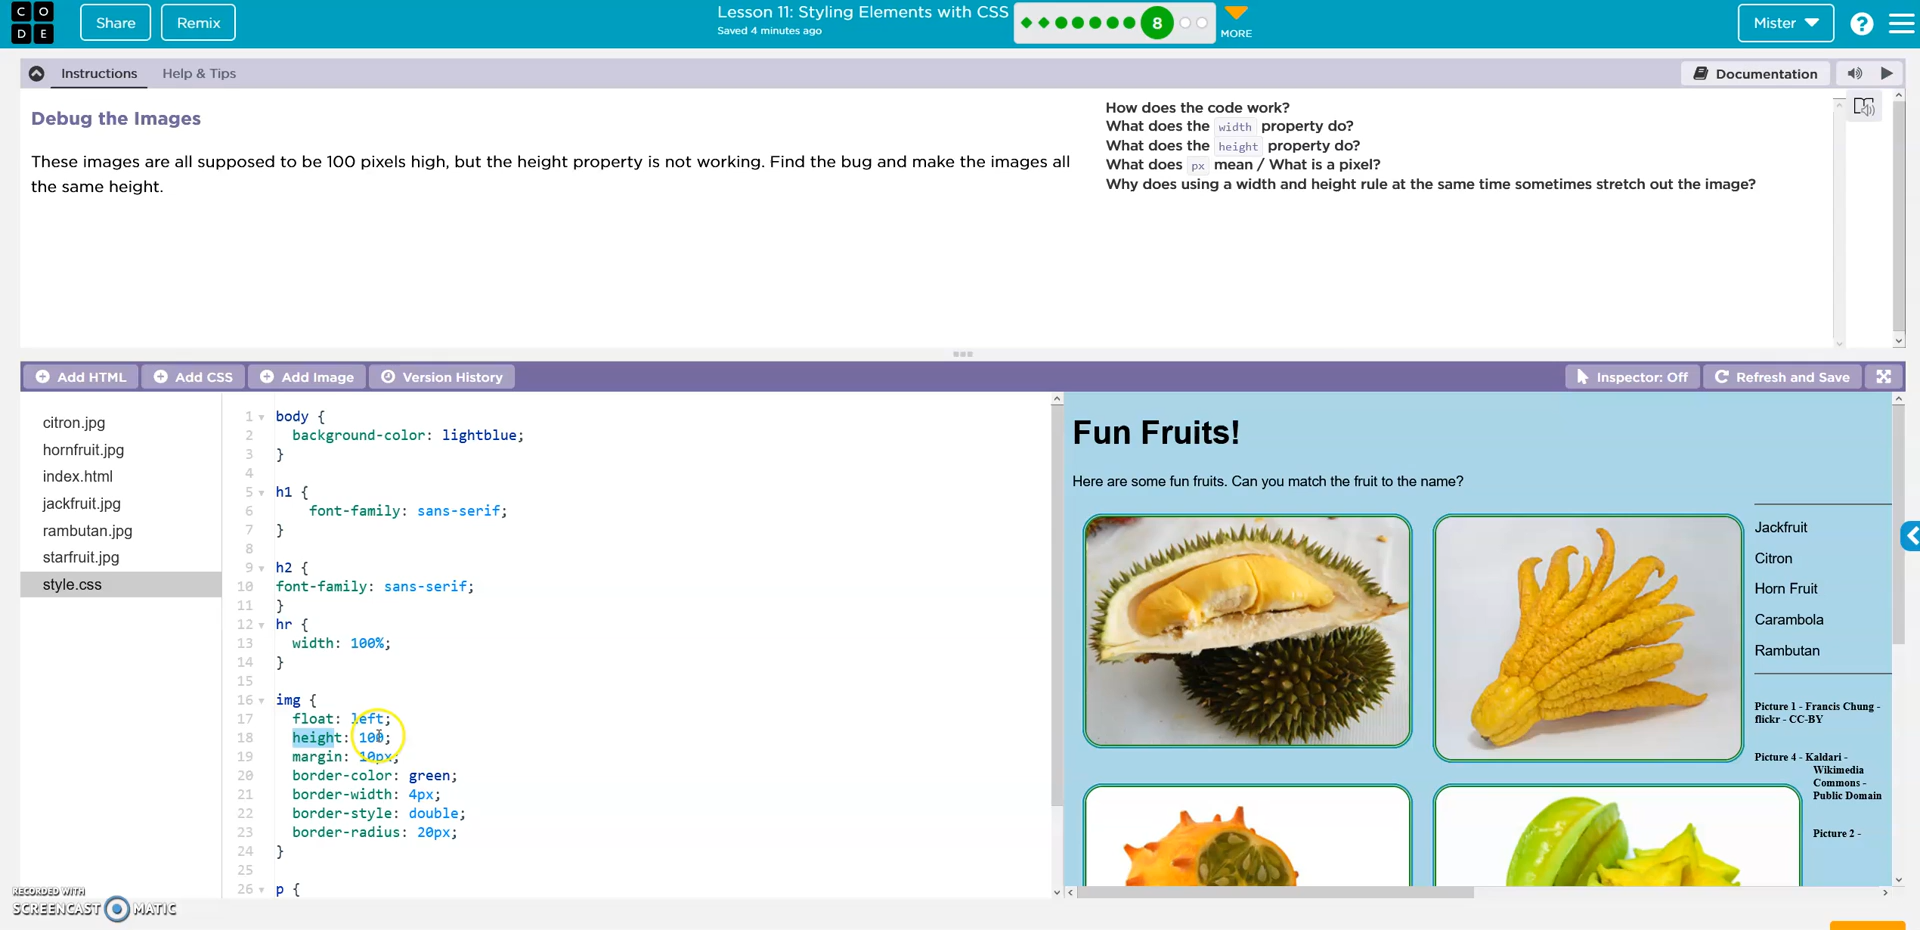 C O
D E
Share
Remix
Lesson 11: Styling Elements with CSS
Saved 4 minutes ago
8
MORE
Mister
?
Instructions
Help & Tips
Documentation
Debug the Images
These images are all supposed to be 100 pixels high, but the height property is not working. Find the bug and make the images all
the same height.
How does the code work?
What does the width property do?
What does the height property do?
What does px mean / What is a pixel?
Why does using a width and height rule at the same time sometimes stretch out the image?
Add HTML
Add CSS
Add Image
Version History
Inspector: Off
Refresh and Save
citron.jpg
hornfruit.jpg
index.html
jackfruit.jpg
rambutan.jpg
starfruit.jpg
style.css
1 body {
2 background-color: lightblue;
3 }
4
5 h1 {
6 font-family: sans-serif;
7 }
8
9 h2 {
10 font-family: sans-serif;
11 }
12 hr {
13 width: 100%;
14 }
15
16 img {
17 float: left;
18 height: 100;
19 margin: 10px;
20 border-color: green;
21 border-width: 4px;
22 border-style: double;
23 border-radius: 20px;
24 }
25
26 p {
Fun Fruits!
Here are some fun fruits. Can you match the fruit to the name?
Jackfruit
Citron
Horn Fruit
Carambola
Rambutan
Picture 1 - Francis Chung -
flickr - CC-BY
Picture 4 - Kaldari -
Wikimedia
Commons -
Public Domain
Picture 2 -
RECORDED WITH
SCREENCAST MATIC